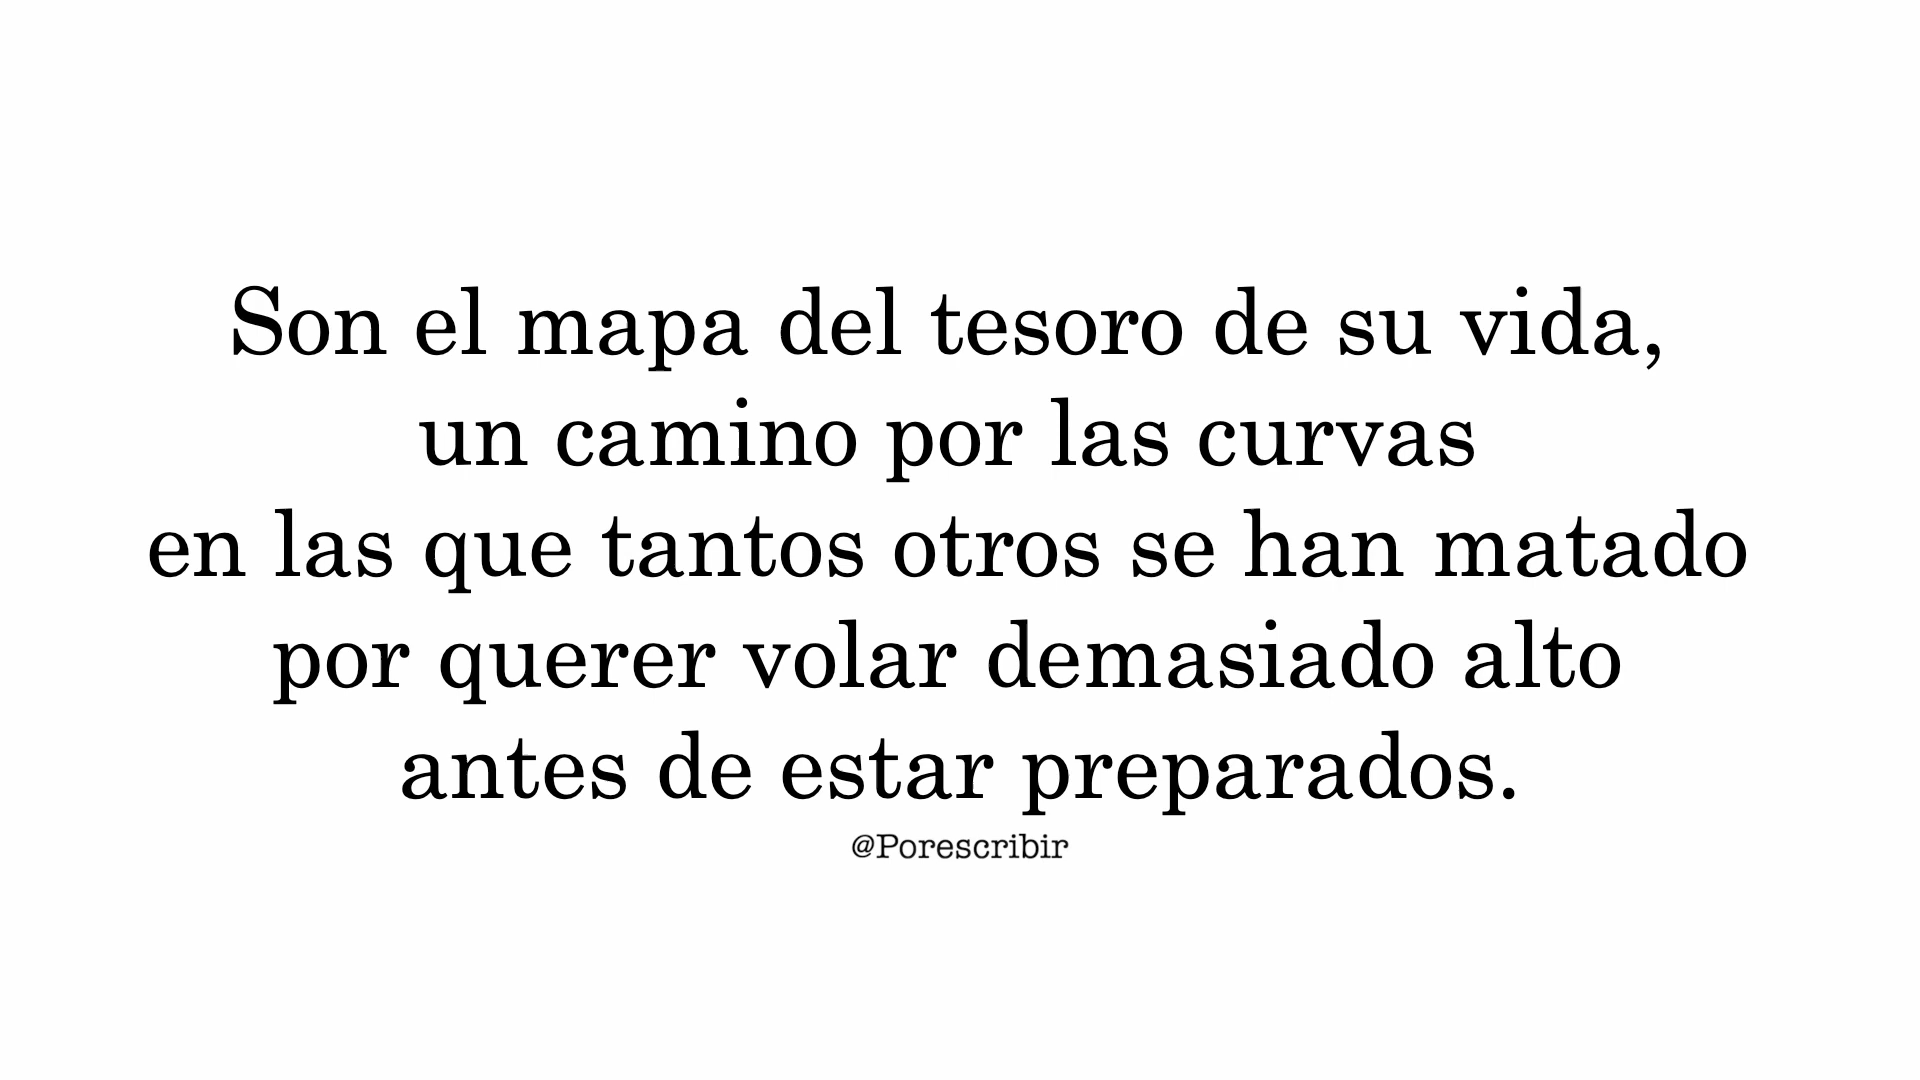 Son el mapa del tesoro de su vida,
un camino por las curvas
en las que tantos otros se han matado
por querer volar demasiado alto
antes de estar preparados.
@Porescribir